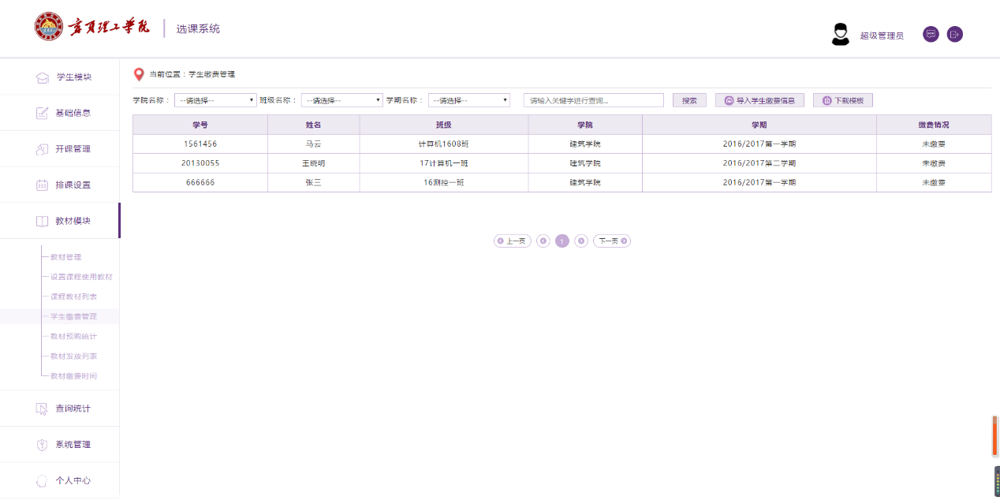 宁夏理工学院 选课系统 超级管理员
学生模块
基础信息
开课管理
排课设置
教材模块
教材管理
设置课程使用教材
课程教材列表
学生缴费管理
教材预购统计
教材发放列表
教材缴费时间
查询统计
系统管理
个人中心
当前位置：学生缴费管理
学院名称： --请选择-- 班级名称： --请选择-- 学期名称： --请选择-- 请输入关键字进行查询... 搜索 导入学生缴费信息 下载模板
学号 姓名 班级 学院 学期 缴费情况
1561456 马云 计算机1608班 建筑学院 2016/2017第一学期 未缴费
20130055 王晓明 17计算机一班 建筑学院 2016/2017第二学期 未缴费
666666 张三 16测控一班 建筑学院 2016/2017第一学期 未缴费
上一页 1 下一页